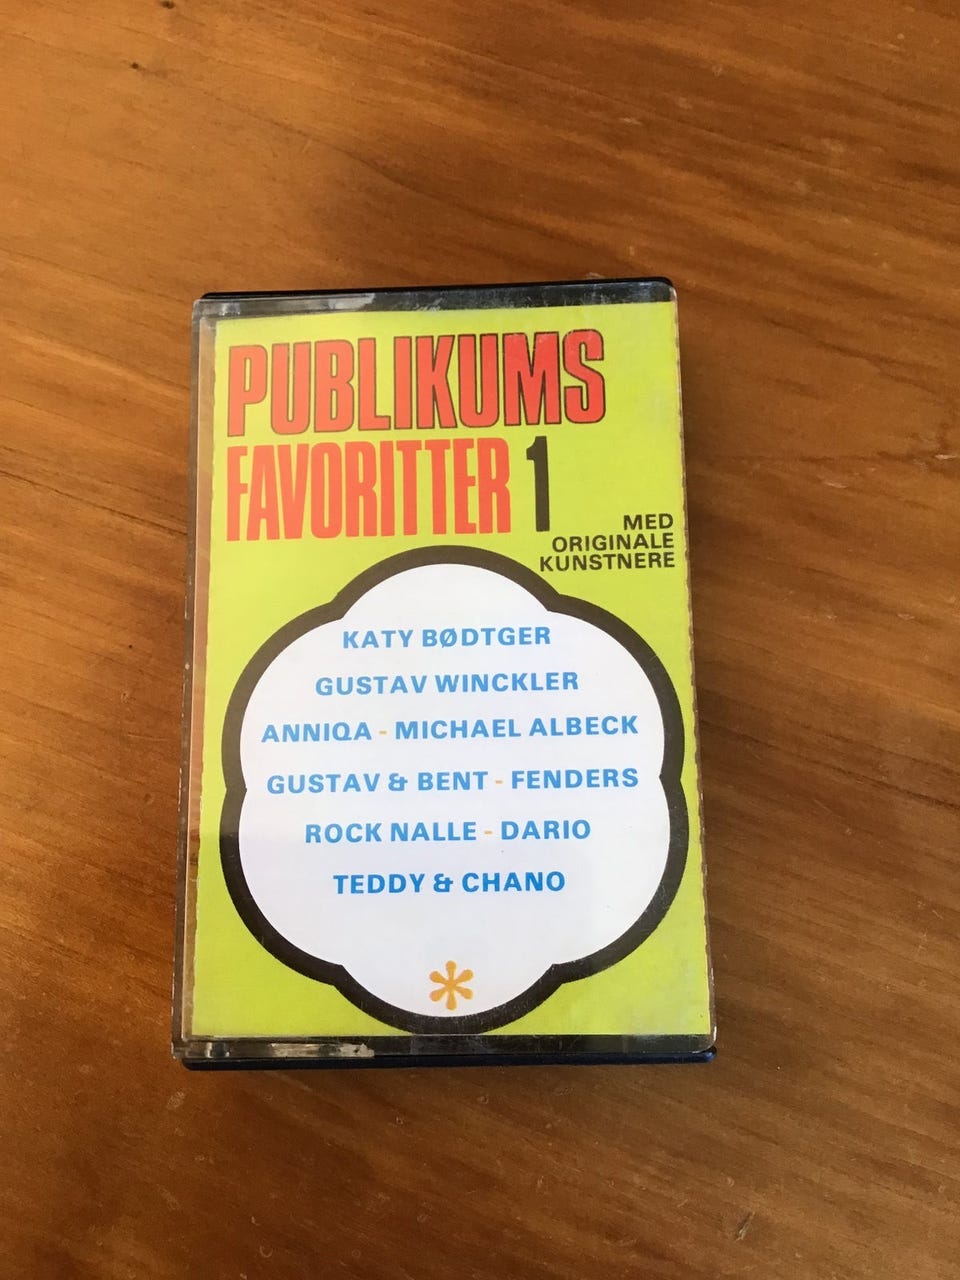 PUBLIKUMS
FAVORITTER 1
MED
ORIGINALE
KUNSTNERE
KATY BØDTGER
GUSTAV WINCKLER
ANNIQA - MICHAEL ALBECK
GUSTAV & BENT - FENDERS
ROCK NALLE - DARIO
TEDDY & CHANO